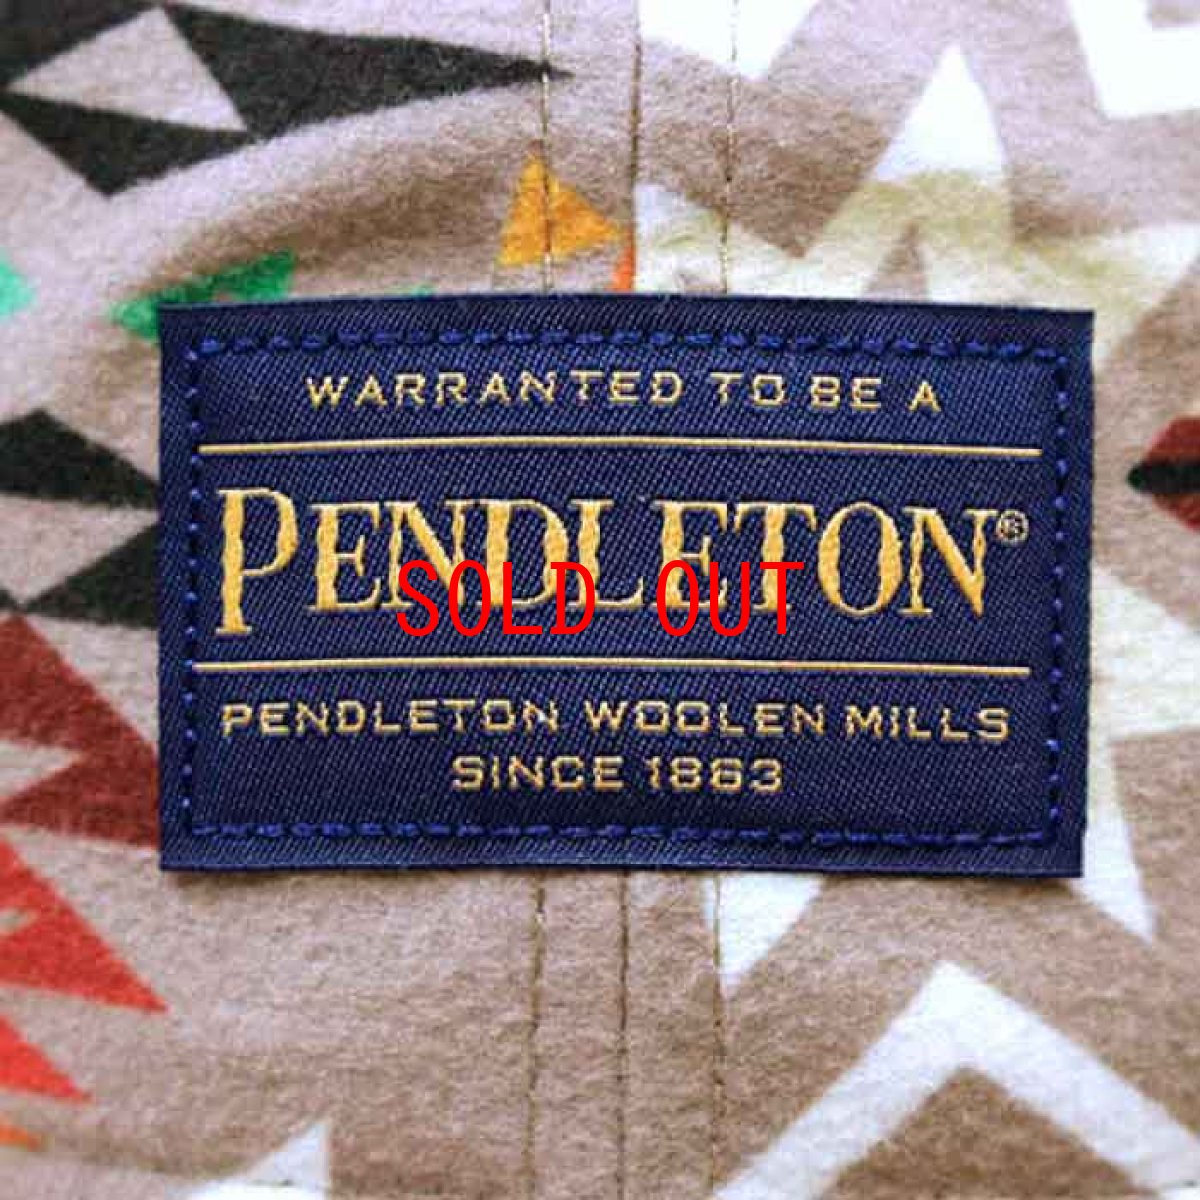 WARRANTED TO BE A
PENDLETON®
SOLD OUT
PENDLETON WOOLEN MILLS
SINCE 1863